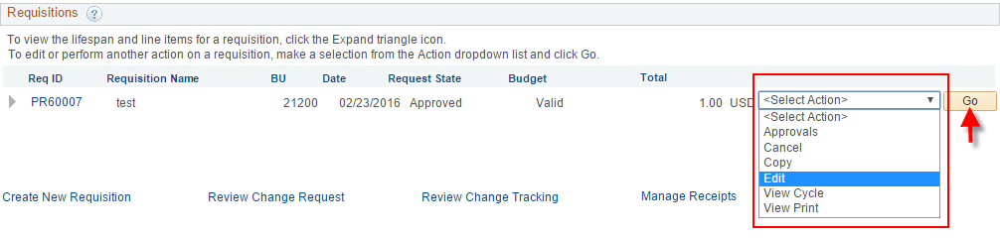 Requisitions ?
To view the lifespan and line items for a requisition, click the Expand triangle icon.
To edit or perform another action on a requisition, make a selection from the Action dropdown list and click Go.
Req ID Requisition Name BU Date Request State Budget Total
PR60007 test 21200 02/23/2016 Approved Valid 1.00 USD <Select Action> Go
<Select Action>
Approvals
Cancel
Copy
Edit
View Cycle
View Print
Create New Requisition Review Change Request Review Change Tracking Manage Receipts